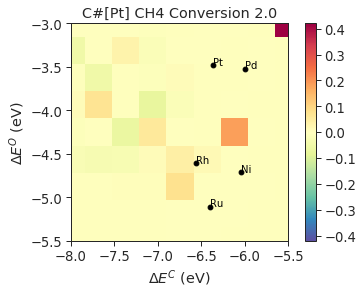 C#[Pt] CH4 Conversion 2.0
−3.0
−3.5
−4.0
−4.5
−5.0
−5.5
ΔE^O (eV)
Pt
Pd
Rh
Ni
Ru
−8.0 −7.5 −7.0 −6.5 −6.0 −5.5
ΔE^C (eV)
0.4
0.3
0.2
0.1
0.0
−0.1
−0.2
−0.3
−0.4